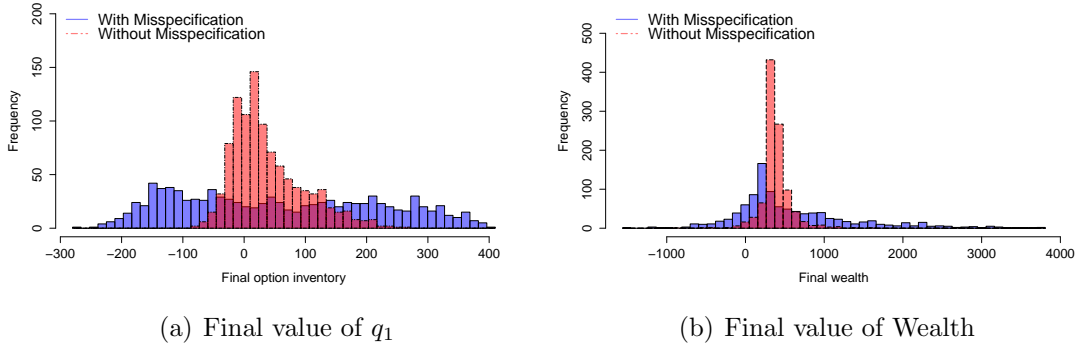 With Misspecification
Without Misspecification
Frequency
200
150
100
50
0
−300 −200 −100 0 100 200 300 400
Final option inventory
(a) Final value of q1
With Misspecification
Without Misspecification
Frequency
500
400
300
200
100
0
−1000 0 1000 2000 3000 4000
Final wealth
(b) Final value of Wealth